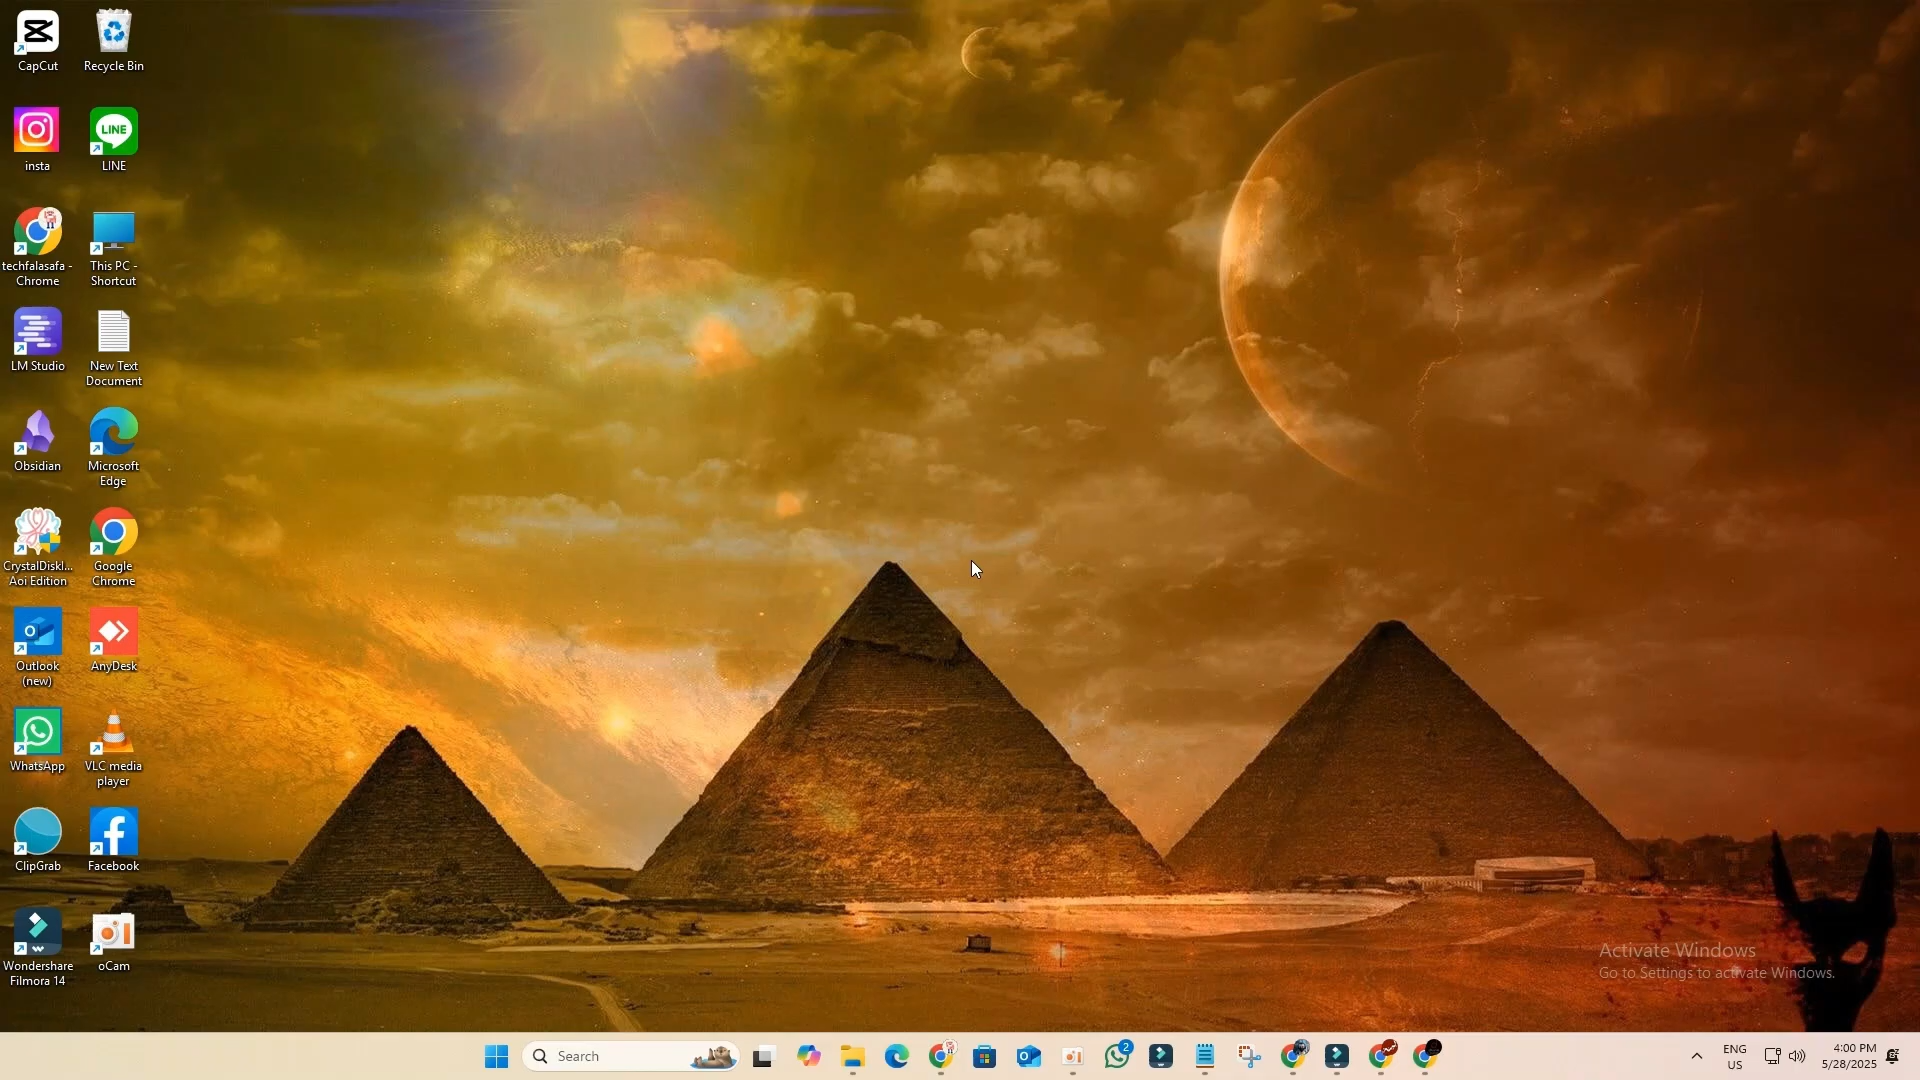 CapCut
Recycle Bin
insta
LINE
LINE
techfalasafa -
Chrome
This PC -
Shortcut
LM Studio
New Text
Document
Obsidian
Microsoft
Edge
CrystalDiskI...
Aoi Edition
Google
Chrome
Outlook
(new)
AnyDesk
WhatsApp
VLC media
player
ClipGrab
Facebook
Wondershare
Filmora 14
oCam
Activate Windows
Go to Settings to activate Windows.
Search
2
ENG
US
4:00 PM
5/28/2025